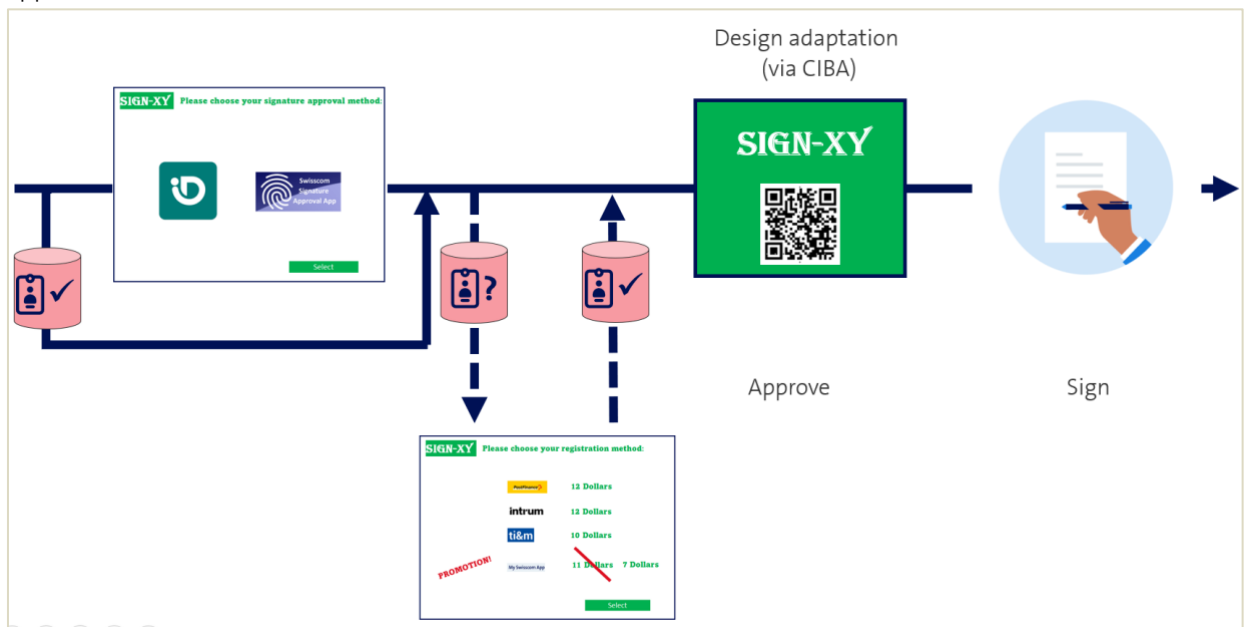 Design adaptation
(via CIBA)
SIGN-XY Please choose your signature approval method:
iD
Swisscom
Signature
Approval App
Select
SIGN-XY
?
Approve
Sign
SIGN-XY Please choose your registration method:
PostFinance
12 Dollars
intrum
12 Dollars
ti&m
10 Dollars
PROMOTION!
My Swisscom App
11 Dollars 7 Dollars
Select